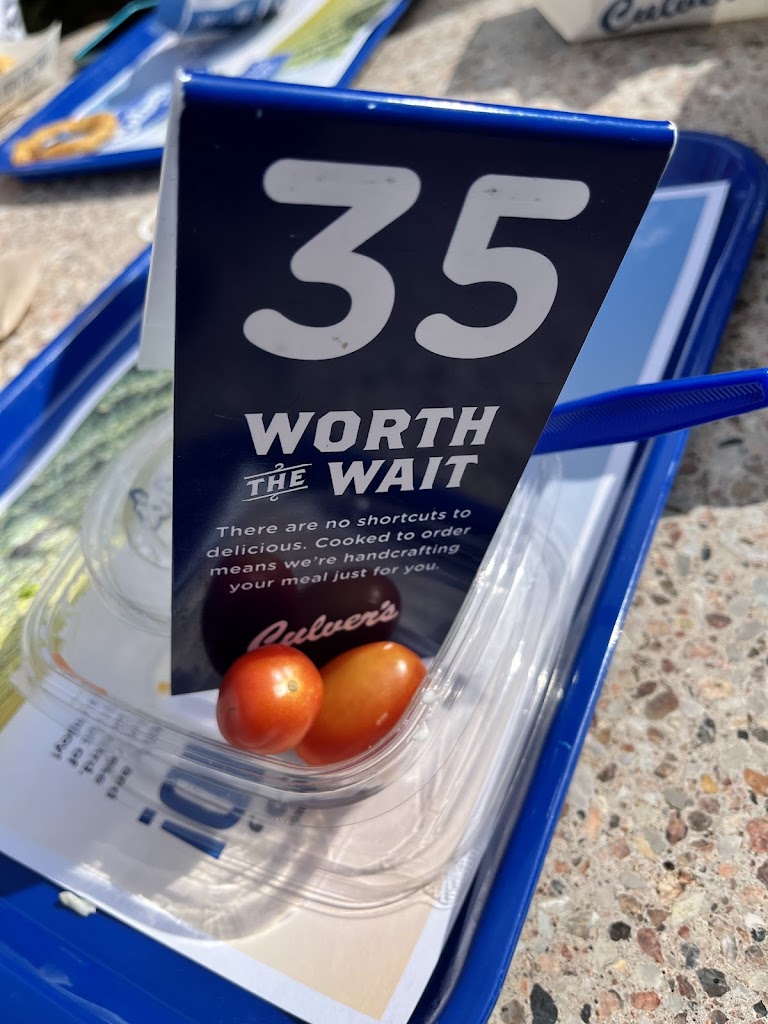 Culver's
35
WORTH
THE WAIT
There are no shortcuts to
delicious. Cooked to order
means we're handcrafting
your meal just for you.
Culver's